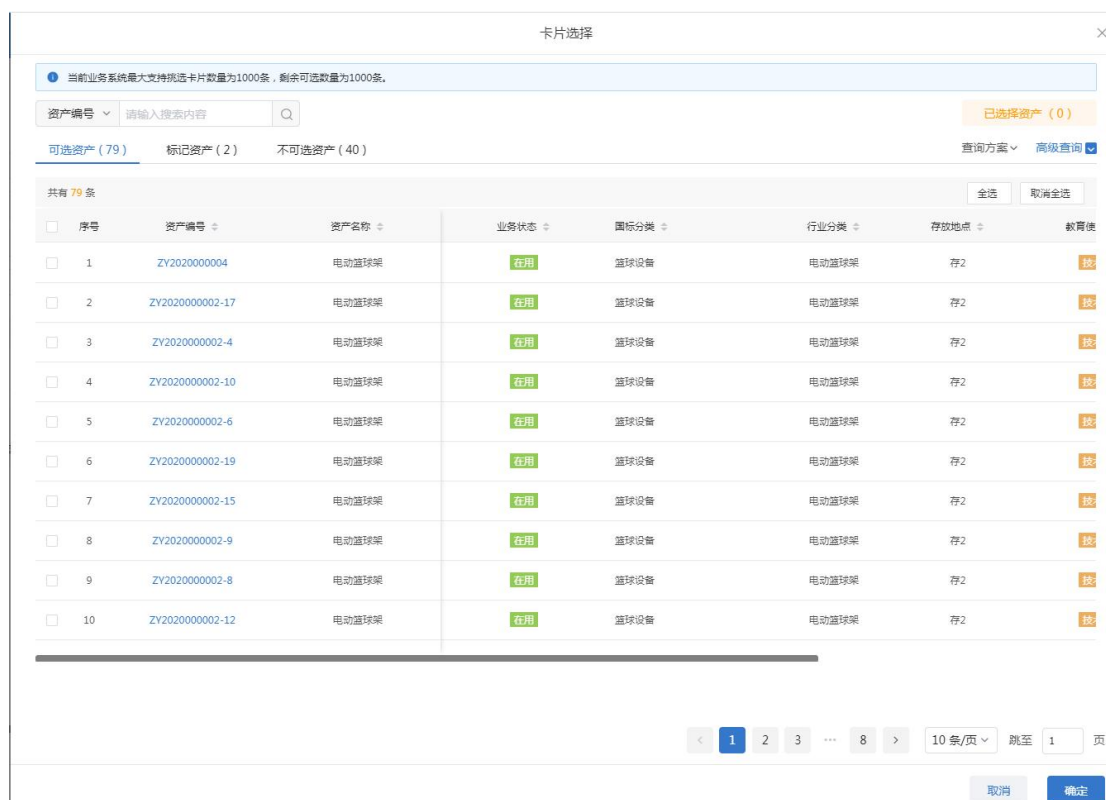 卡片选择
当前业务系统最大支持挑选卡片数量为1000条，剩余可选数量为1000条。
资产编号 请输入搜索内容 已选择资产（0）
可选资产（79） 标记资产（2） 不可选资产（40） 查询方案 高级查询
共有 79 条 全选 取消全选
序号 资产编号 资产名称 业务状态 国标分类 行业分类 存放地点 教育使
1 ZY2020000004 电动篮球架 在用 篮球设备 电动篮球架 存2 技
2 ZY2020000002-17 电动篮球架 在用 篮球设备 电动篮球架 存2 技
3 ZY2020000002-4 电动篮球架 在用 篮球设备 电动篮球架 存2 技
4 ZY2020000002-10 电动篮球架 在用 篮球设备 电动篮球架 存2 技
5 ZY2020000002-6 电动篮球架 在用 篮球设备 电动篮球架 存2 技
6 ZY2020000002-19 电动篮球架 在用 篮球设备 电动篮球架 存2 技
7 ZY2020000002-15 电动篮球架 在用 篮球设备 电动篮球架 存2 技
8 ZY2020000002-9 电动篮球架 在用 篮球设备 电动篮球架 存2 技
9 ZY2020000002-8 电动篮球架 在用 篮球设备 电动篮球架 存2 技
10 ZY2020000002-12 电动篮球架 在用 篮球设备 电动篮球架 存2 技
1 2 3 ··· 8 10 条/页 跳至 1 页
取消 确定